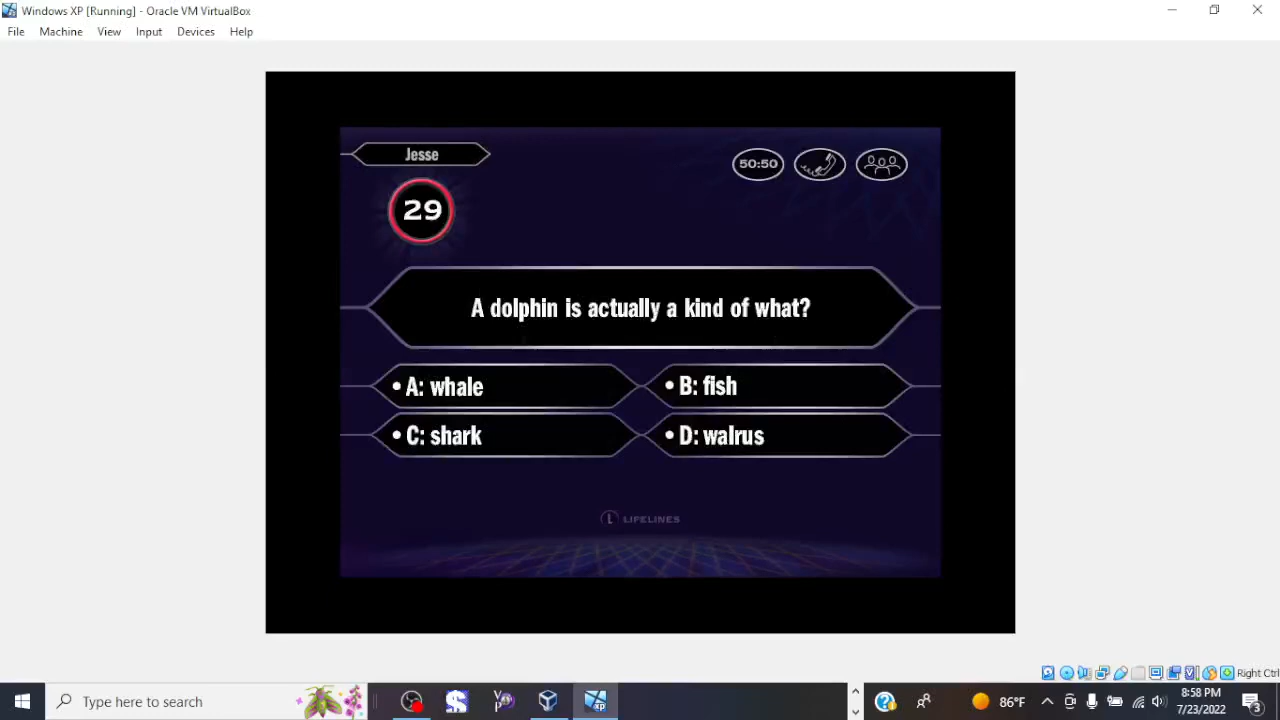 Windows XP [Running] - Oracle VM VirtualBox
File Machine View Input Devices Help
Jesse
50:50
29
A dolphin is actually a kind of what?
• A: whale
• B: fish
• C: shark
• D: walrus
L LIFELINES
Right Ctrl
Type here to search
86°F
8:58 PM
7/23/2022
3